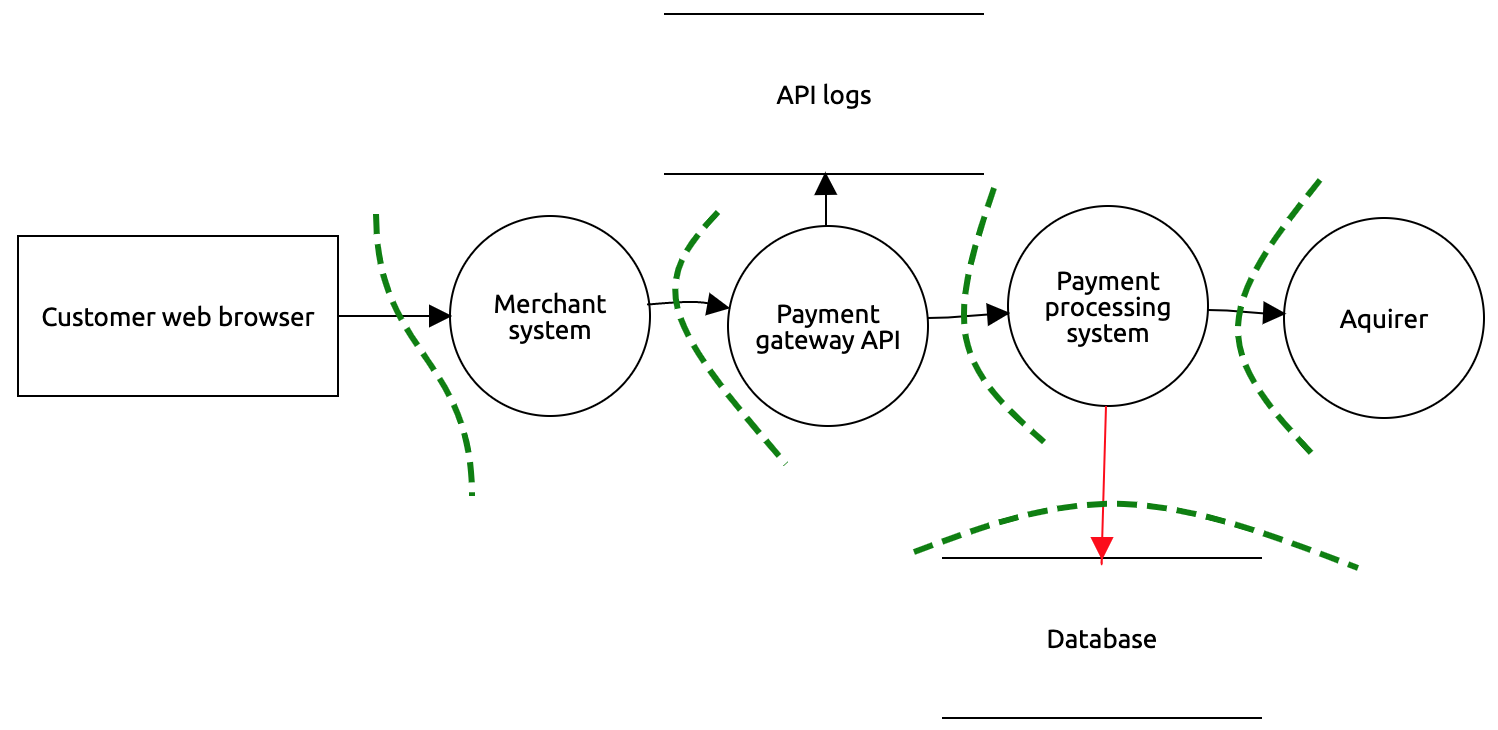 API logs
Customer web browser
Merchant
system
Payment
gateway API
Payment
processing
system
Aquirer
Database